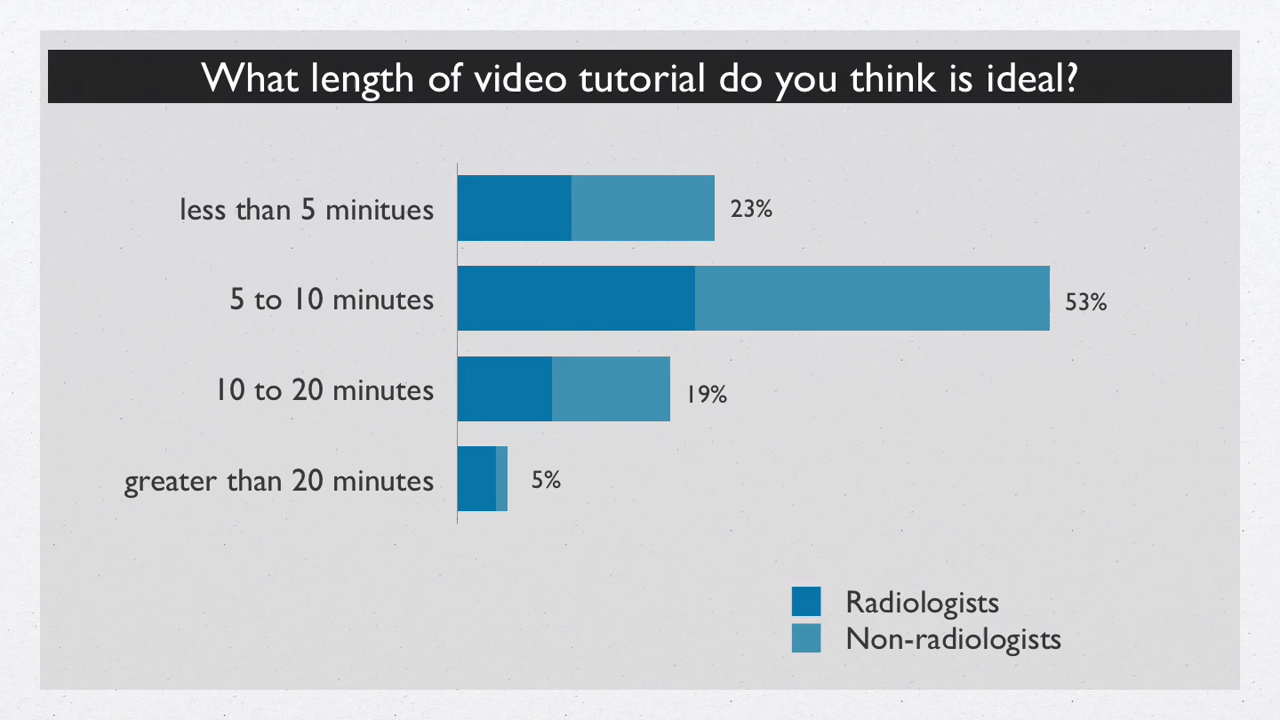 What length of video tutorial do you think is ideal?
less than 5 minitues
23%
5 to 10 minutes
53%
10 to 20 minutes
19%
greater than 20 minutes
5%
Radiologists
Non-radiologists